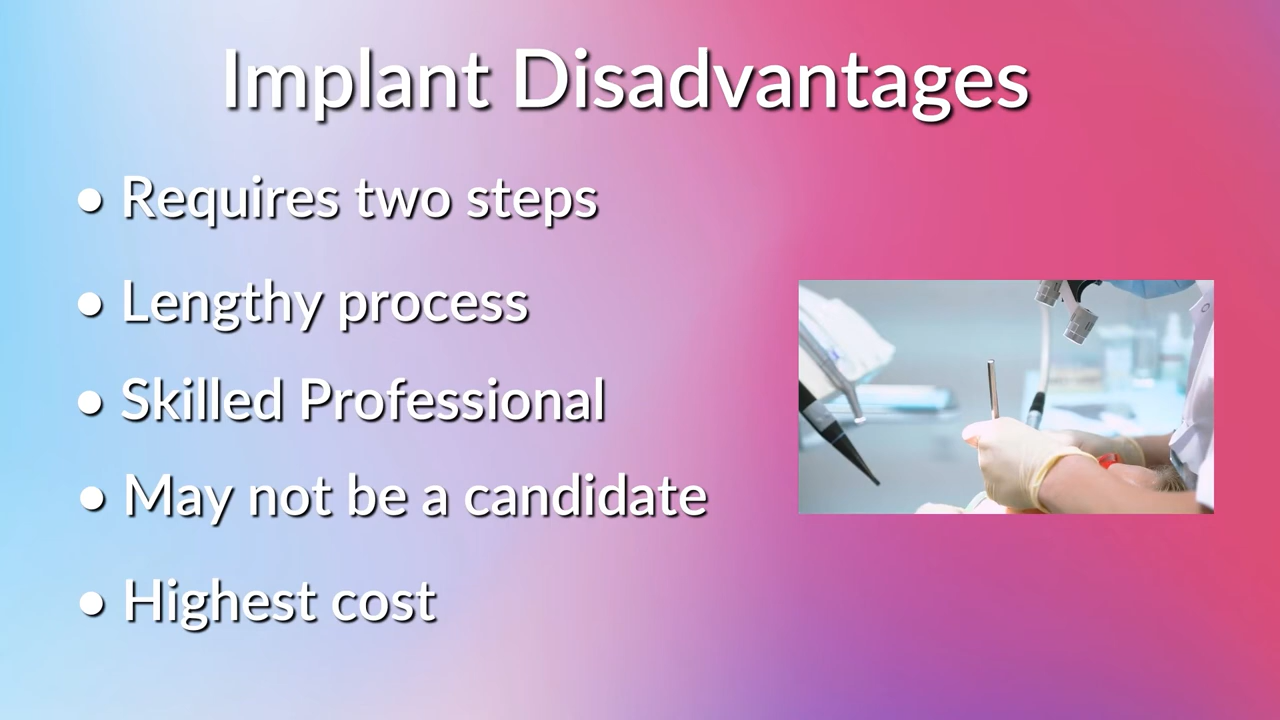 Implant Disadvantages
• Requires two steps
• Lengthy process
• Skilled Professional
• May not be a candidate
• Highest cost